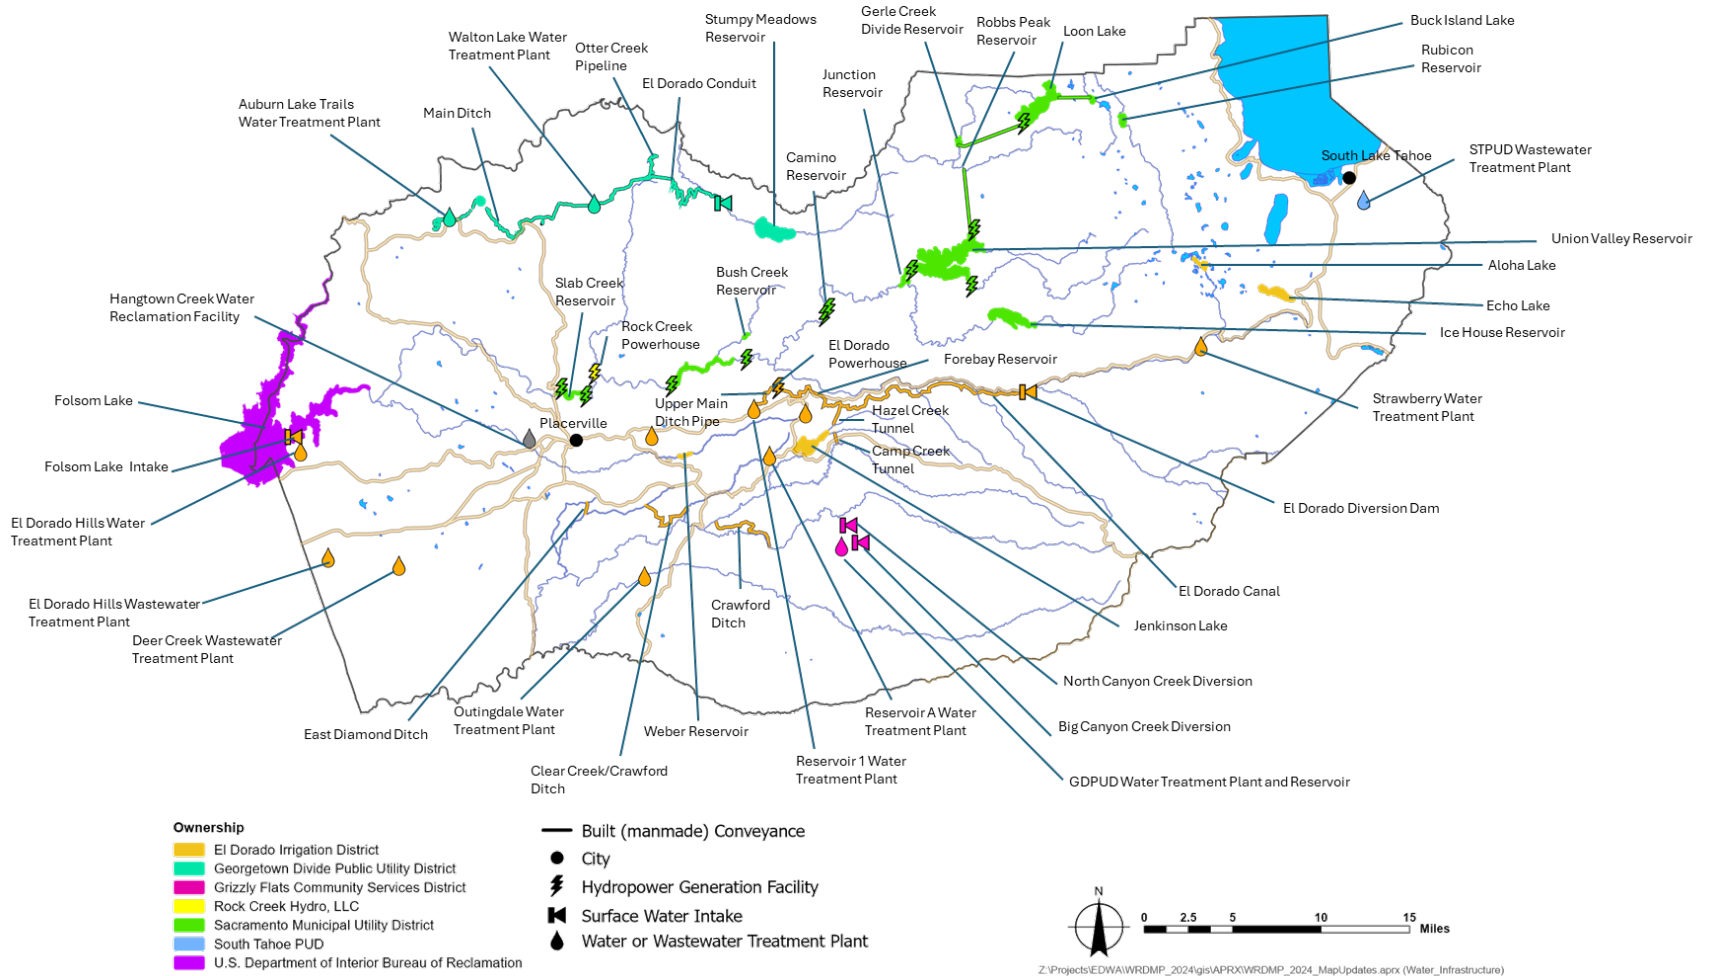 Stumpy Meadows
Reservoir
Gerle Creek
Divide Reservoir
Robbs Peak
Reservoir
Loon Lake
Buck Island Lake
Rubicon
Reservoir
Walton Lake Water
Treatment Plant
Otter Creek
Pipeline
El Dorado Conduit
Junction
Reservoir
Auburn Lake Trails
Water Treatment Plant
Main Ditch
Camino
Reservoir
South Lake Tahoe
STPUD Wastewater
Treatment Plant
Union Valley Reservoir
Aloha Lake
Echo Lake
Ice House Reservoir
Hangtown Creek Water
Reclamation Facility
Slab Creek
Reservoir
Bush Creek
Reservoir
Rock Creek
Powerhouse
El Dorado
Powerhouse
Forebay Reservoir
Folsom Lake
Upper Main
Ditch Pipe
Placerville
Hazel Creek
Tunnel
Camp Creek
Tunnel
Strawberry Water
Treatment Plant
Folsom Lake Intake
El Dorado Hills Water
Treatment Plant
El Dorado Diversion Dam
El Dorado Hills Wastewater
Treatment Plant
Deer Creek Wastewater
Treatment Plant
Crawford
Ditch
El Dorado Canal
Jenkinson Lake
North Canyon Creek Diversion
East Diamond Ditch
Outingdale Water
Treatment Plant
Weber Reservoir
Reservoir A Water
Treatment Plant
Big Canyon Creek Diversion
Clear Creek/Crawford
Ditch
Reservoir 1 Water
Treatment Plant
GDPUD Water Treatment Plant and Reservoir
Ownership
El Dorado Irrigation District
Georgetown Divide Public Utility District
Grizzly Flats Community Services District
Rock Creek Hydro, LLC
Sacramento Municipal Utility District
South Tahoe PUD
U.S. Department of Interior Bureau of Reclamation
Built (manmade) Conveyance
City
Hydropower Generation Facility
Surface Water Intake
Water or Wastewater Treatment Plant
N
0 2.5 5 10 15
Miles
Z:\Projects\EDWA\WRDMP_2024\gis\APRX\WRDMP_2024_MapUpdates.aprx (Water_Infrastructure)